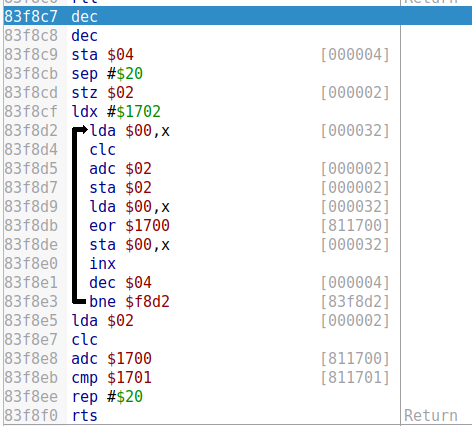 Return
83f8c7 dec
83f8c8 dec
83f8c9 sta $04 [000004]
83f8cb sep #$20
83f8cd stz $02 [000002]
83f8cf ldx #$1702
83f8d2 lda $00,x [000032]
83f8d4 clc
83f8d5 adc $02 [000002]
83f8d7 sta $02 [000002]
83f8d9 lda $00,x [000032]
83f8db eor $1700 [811700]
83f8de sta $00,x [000032]
83f8e0 inx
83f8e1 dec $04 [000004]
83f8e3 bne $f8d2 [83f8d2]
83f8e5 lda $02 [000002]
83f8e7 clc
83f8e8 adc $1700 [811700]
83f8eb cmp $1701 [811701]
83f8ee rep #$20
83f8f0 rts Return